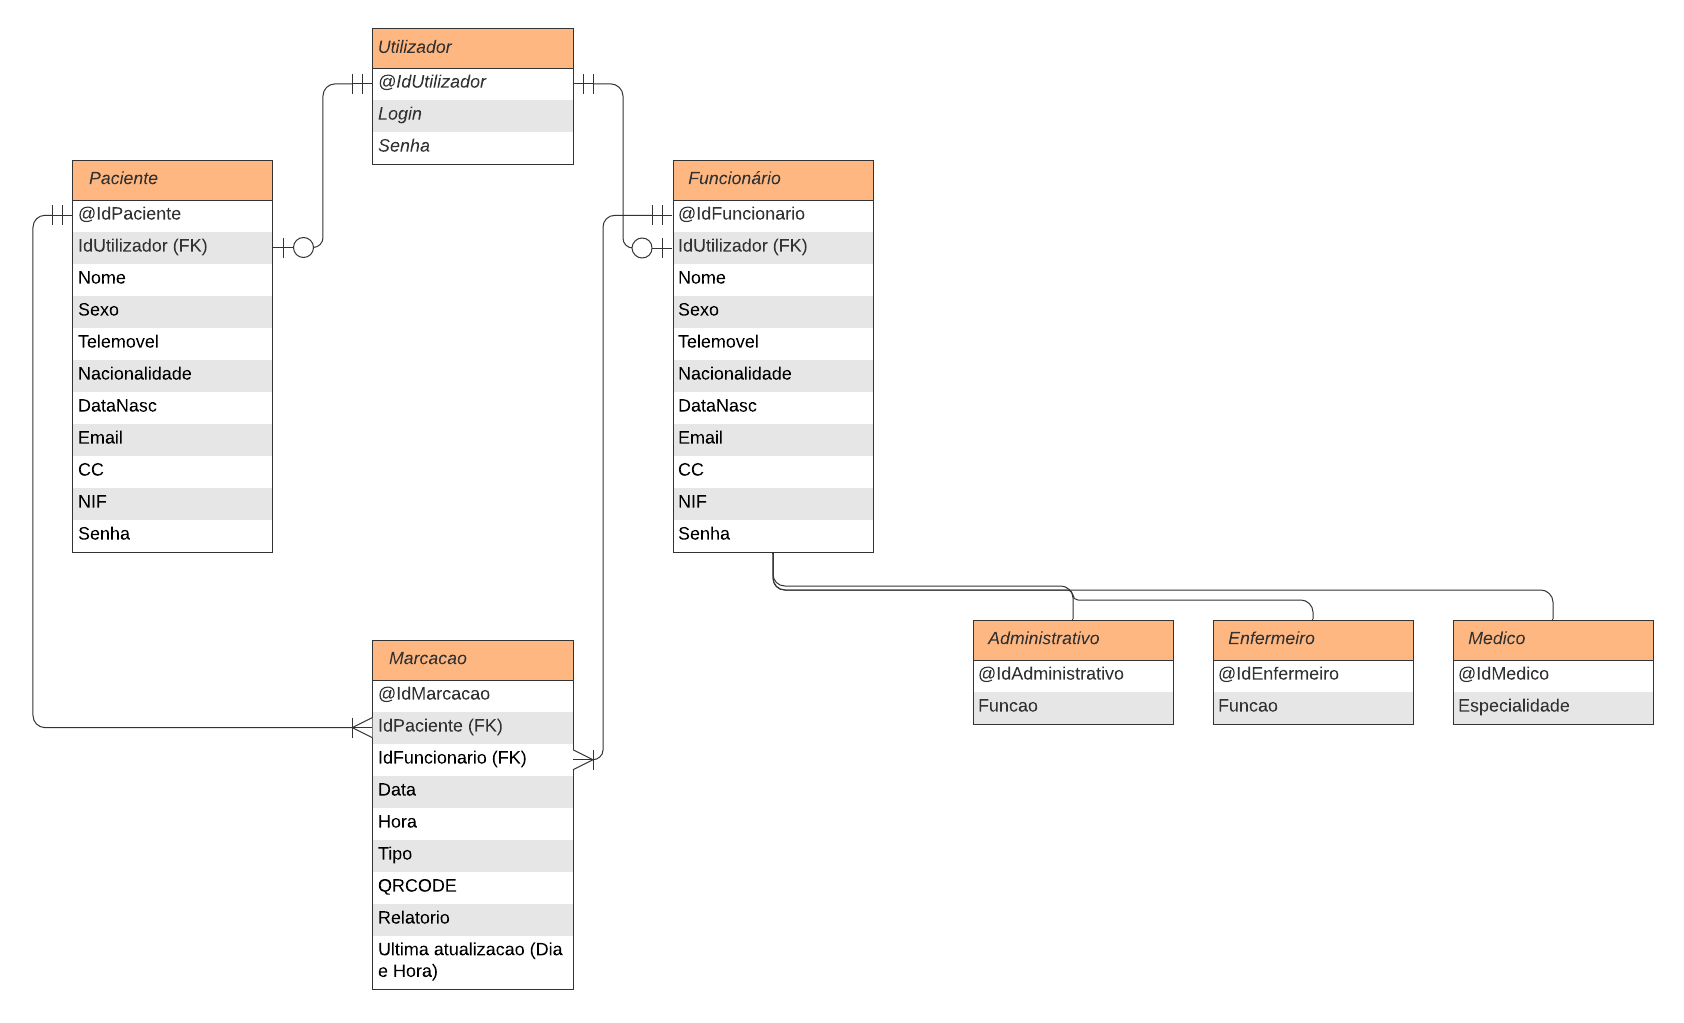 Utilizador
@IdUtilizador
Login
Senha
Paciente
@IdPaciente
IdUtilizador (FK)
Nome
Sexo
Telemovel
Nacionalidade
DataNasc
Email
CC
NIF
Senha
Funcionário
@IdFuncionario
IdUtilizador (FK)
Nome
Sexo
Telemovel
Nacionalidade
DataNasc
Email
CC
NIF
Senha
Marcacao
@IdMarcacao
IdPaciente (FK)
IdFuncionário (FK)
Data
Hora
Tipo
QRCODE
Relatorio
Ultima atualizacao (Dia
e Hora)
Administrativo
@IdAdministrativo
Funcao
Enfermeiro
@IdEnfermeiro
Funcao
Medico
@IdMedico
Especialidade